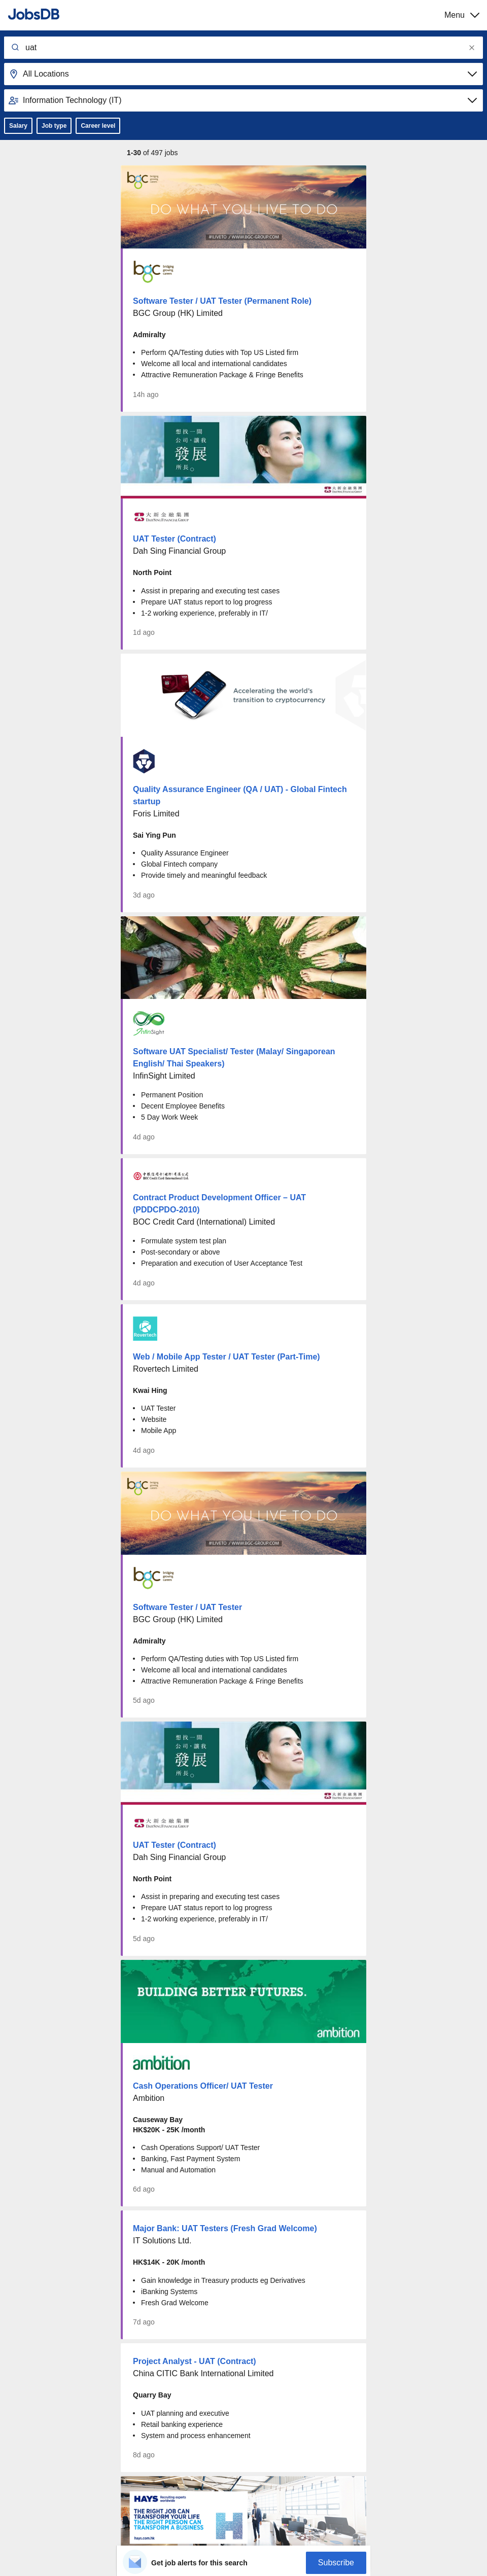 JobsDB
Menu
uat
All Locations
Information Technology (IT)
Salary
Job type
Career level
1-30 of 497 jobs
bgc
DO WHAT YOU LIVE TO DO
#ILIVETO / WWW.BGC-GROUP.COM
bgc
Software Tester / UAT Tester (Permanent Role)
BGC Group (HK) Limited
Admiralty
• Perform QA/Testing duties with Top US Listed firm
• Welcome all local and international candidates
• Attractive Remuneration Package & Fringe Benefits
14h ago
想找一間
公司，讓我
發展
所長。
大新金融集團
大新金融集團
UAT Tester (Contract)
Dah Sing Financial Group
North Point
• Assist in preparing and executing test cases
• Prepare UAT status report to log progress
• 1-2 working experience, preferably in IT/
1d ago
Accelerating the world's
transition to cryptocurrency
Quality Assurance Engineer (QA / UAT) - Global Fintech
startup
Foris Limited
Sai Ying Pun
• Quality Assurance Engineer
• Global Fintech company
• Provide timely and meaningful feedback
3d ago
InfinSight
Software UAT Specialist/ Tester (Malay/ Singaporean
English/ Thai Speakers)
InfinSight Limited
• Permanent Position
• Decent Employee Benefits
• 5 Day Work Week
4d ago
BOC Credit Card (International) Ltd.
Contract Product Development Officer – UAT
(PDDCPDO-2010)
BOC Credit Card (International) Limited
• Formulate system test plan
• Post-secondary or above
• Preparation and execution of User Acceptance Test
4d ago
Rovertech
Web / Mobile App Tester / UAT Tester (Part-Time)
Rovertech Limited
Kwai Hing
• UAT Tester
• Website
• Mobile App
4d ago
bgc
DO WHAT YOU LIVE TO DO
#ILIVETO / WWW.BGC-GROUP.COM
bgc
Software Tester / UAT Tester
BGC Group (HK) Limited
Admiralty
• Perform QA/Testing duties with Top US Listed firm
• Welcome all local and international candidates
• Attractive Remuneration Package & Fringe Benefits
5d ago
想找一間
公司，讓我
發展
所長。
大新金融集團
大新金融集團
UAT Tester (Contract)
Dah Sing Financial Group
North Point
• Assist in preparing and executing test cases
• Prepare UAT status report to log progress
• 1-2 working experience, preferably in IT/
5d ago
BUILDING BETTER FUTURES.
ambition
ambition
Cash Operations Officer/ UAT Tester
Ambition
Causeway Bay
HK$20K - 25K /month
• Cash Operations Support/ UAT Tester
• Banking, Fast Payment System
• Manual and Automation
6d ago
Major Bank: UAT Testers (Fresh Grad Welcome)
IT Solutions Ltd.
HK$14K - 20K /month
• Gain knowledge in Treasury products eg Derivatives
• iBanking Systems
• Fresh Grad Welcome
7d ago
Project Analyst - UAT (Contract)
China CITIC Bank International Limited
Quarry Bay
• UAT planning and executive
• Retail banking experience
• System and process enhancement
8d ago
HAYS Recruiting experts worldwide
THE RIGHT JOB CAN
TRANSFORM YOUR LIFE
THE RIGHT PERSON CAN
TRANSFORM A BUSINESS
hays.com.hk
Get job alerts for this search
Subscribe